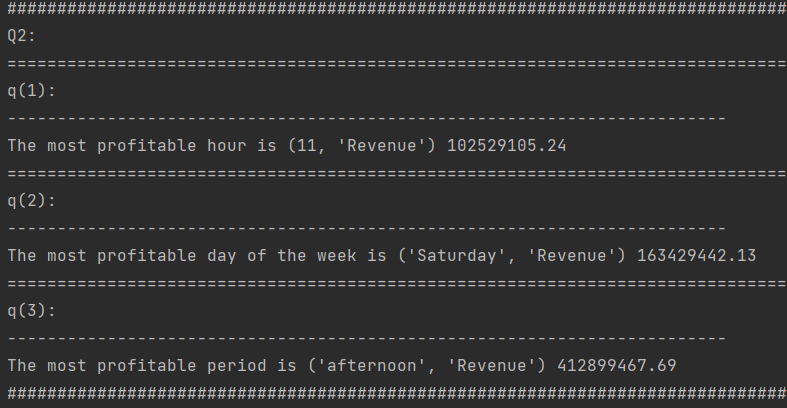 ##############################################################################
Q2:
==============================================================================
q(1):
------------------------------------------------------------------------
The most profitable hour is (11, 'Revenue') 102529105.24
==============================================================================
q(2):
------------------------------------------------------------------------
The most profitable day of the week is ('Saturday', 'Revenue') 163429442.13
==============================================================================
q(3):
------------------------------------------------------------------------
The most profitable period is ('afternoon', 'Revenue') 412899467.69
##############################################################################